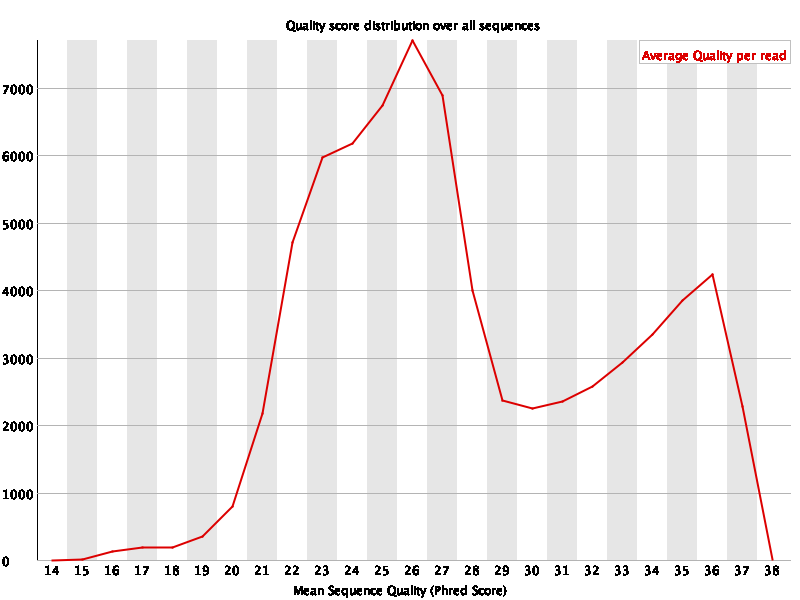 Quality score distribution over all sequences
Average Quality per read
7000
6000
5000
4000
3000
2000
1000
0
14 15 16 17 18 19 20 21 22 23 24 25 26 27 28 29 30 31 32 33 34 35 36 37 38
Mean Sequence Quality (Phred Score)